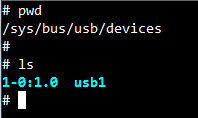 # pwd
/sys/bus/usb/devices
#
# ls
1-0:1.0  usb1
#